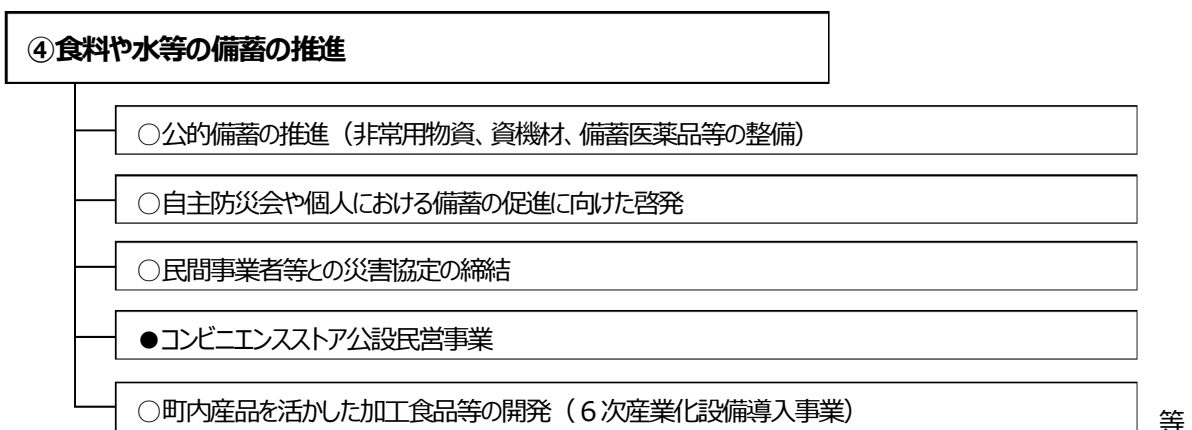 ④食料や水等の備蓄の推進
○公的備蓄の推進（非常用物資、資機材、備蓄医薬品等の整備）
○自主防災会や個人における備蓄の促進に向けた啓発
○民間事業者等との災害協定の締結
●コンビニエンスストア公設民営事業
○町内産品を活かした加工食品等の開発（６次産業化設備導入事業）
等